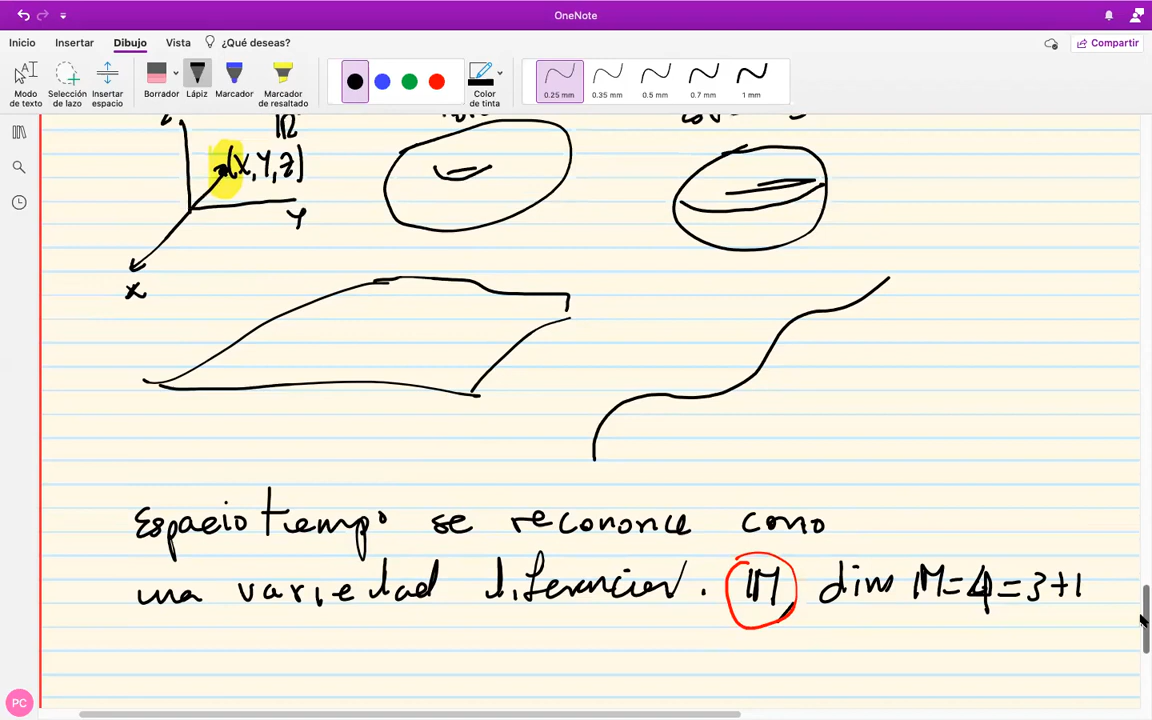 OneNote
Inicio Insertar Dibujo Vista ¿Qué deseas?
Compartir
Modo de texto
Selección de lazo
Insertar espacio
Borrador
Lápiz
Marcador
Marcador de resaltado
Color de tinta
0.25 mm 0.35 mm 0.5 mm 0.7 mm 1 mm
(X,Y,Z)
Y
X
Espacio tiempo se recononce como
una variedad diferencial. M dim M=4=3+1
PC